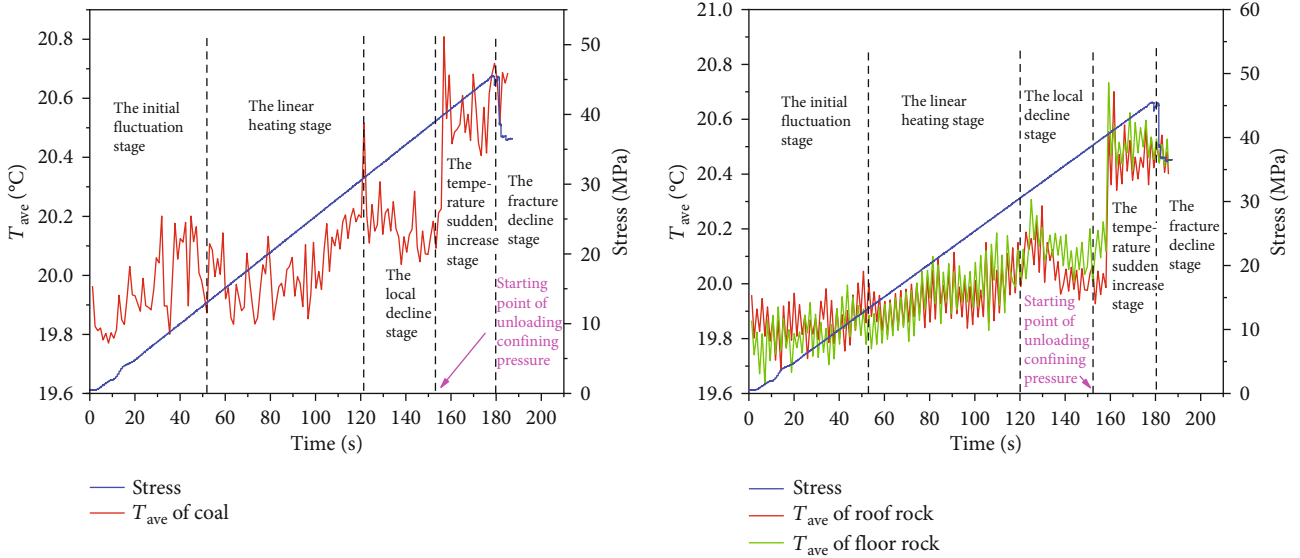 20.8
20.6
20.4
20.2
20.0
19.8
19.6
T_ave (°C)
50
40
30
20
10
0
Stress (MPa)
0 20 40 60 80 100 120 140 160 180 200
Time (s)
The initial
fluctuation
stage
The linear
heating stage
The
local
decline
stage
The
tempe-
rature
sudden
increase
stage
The
fracture
decline
stage
Starting
point of
unloading
confining
pressure
Stress
T_ave of coal
21.0
20.8
20.6
20.4
20.2
20.0
19.8
19.6
T_ave (°C)
60
50
40
30
20
10
0
Stress (MPa)
0 20 40 60 80 100 120 140 160 180 200
Time (s)
The initial
fluctuation
stage
The linear
heating stage
The local
decline
stage
Starting
point of
unloading
confining
pressure
The
tempe-
rature
sudden
increase
stage
The
fracture
decline
stage
Stress
T_ave of roof rock
T_ave of floor rock